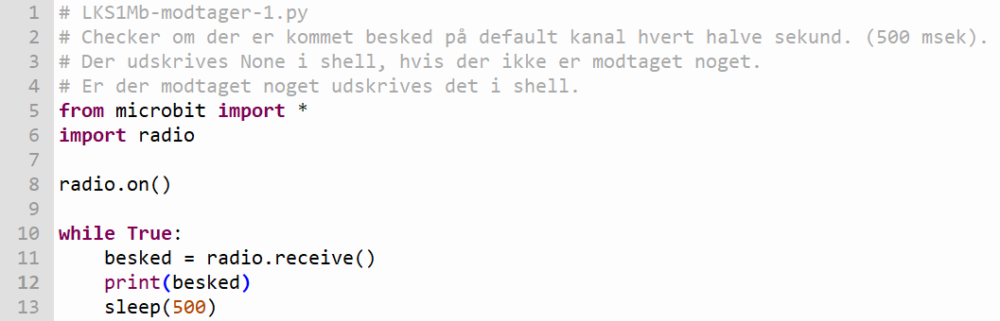 1 # LKS1Mb-modtager-1.py
2 # Checker om der er kommet besked på default kanal hvert halve sekund. (500 msek).
3 # Der udskrives None i shell, hvis der ikke er modtaget noget.
4 # Er der modtaget noget udskrives det i shell.
5 from microbit import *
6 import radio
7
8 radio.on()
9
10 while True:
11     besked = radio.receive()
12     print(besked)
13     sleep(500)